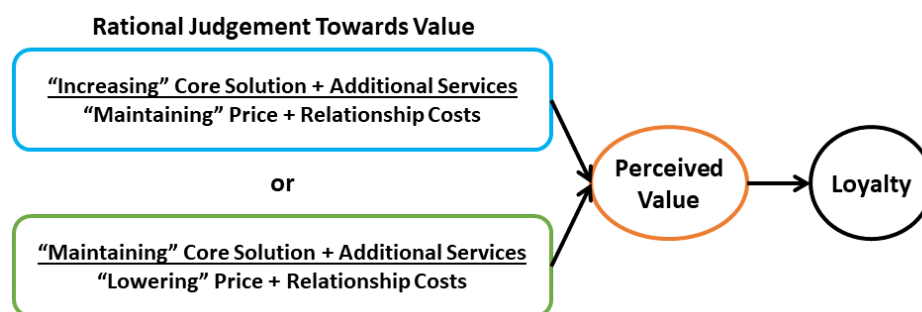 Rational Judgement Towards Value
“Increasing” Core Solution + Additional Services
“Maintaining” Price + Relationship Costs
or
“Maintaining” Core Solution + Additional Services
“Lowering” Price + Relationship Costs
Perceived
Value
Loyalty